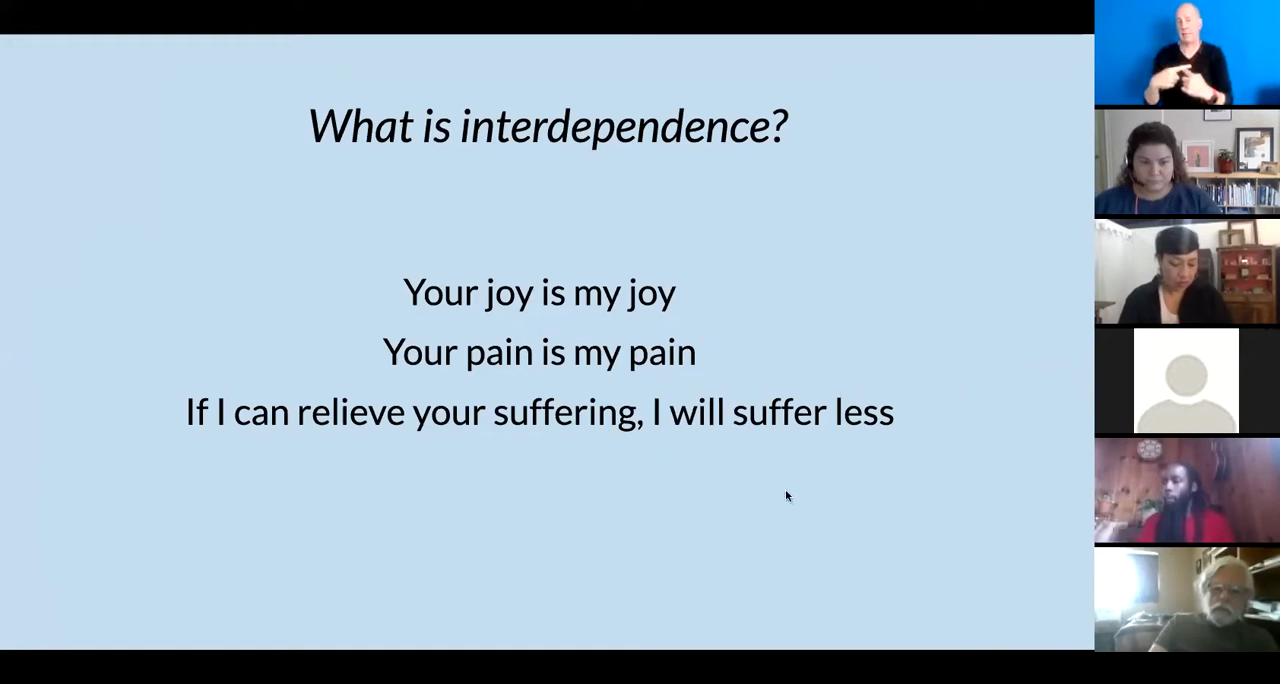 What is interdependence?
Your joy is my joy
Your pain is my pain
If I can relieve your suffering, I will suffer less